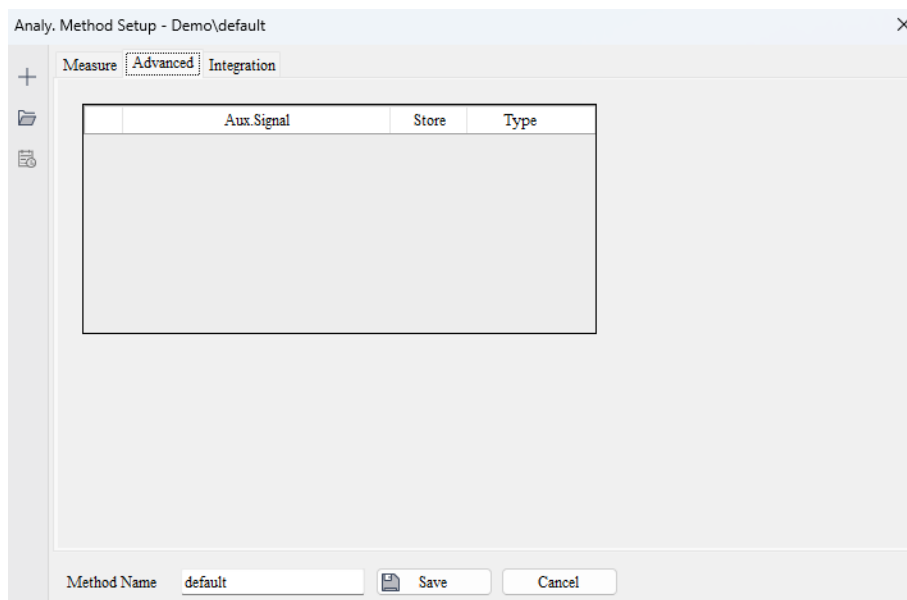 Analy. Method Setup - Demo\default
Measure Advanced Integration
Aux.Signal Store Type
Method Name default Save Cancel